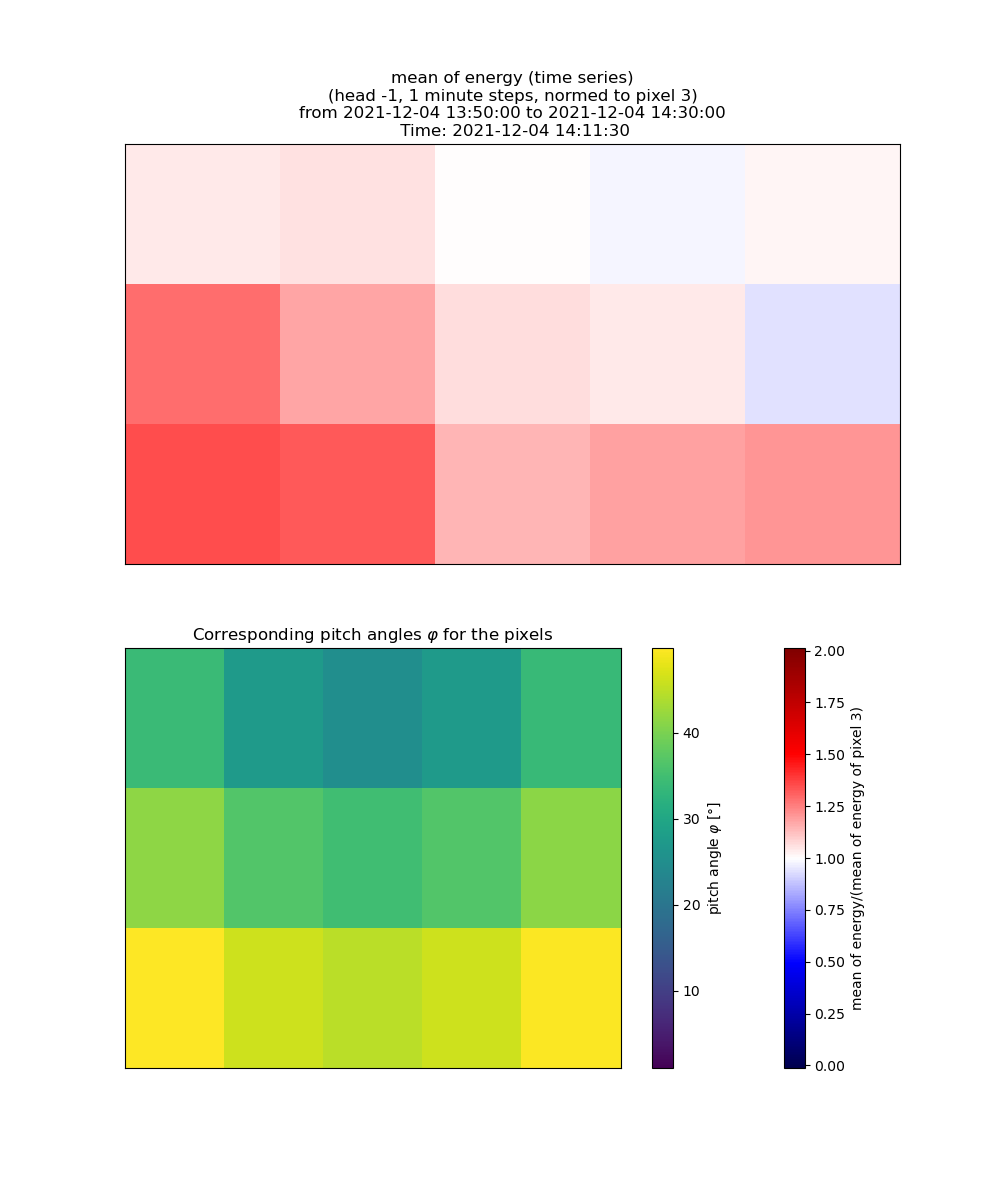 mean of energy (time series)
(head -1, 1 minute steps, normed to pixel 3)
from 2021-12-04 13:50:00 to 2021-12-04 14:30:00
Time: 2021-12-04 14:11:30
Corresponding pitch angles φ for the pixels
40
30
20
10
pitch angle φ [°]
2.00
1.75
1.50
1.25
1.00
0.75
0.50
0.25
0.00
mean of energy/(mean of energy of pixel 3)